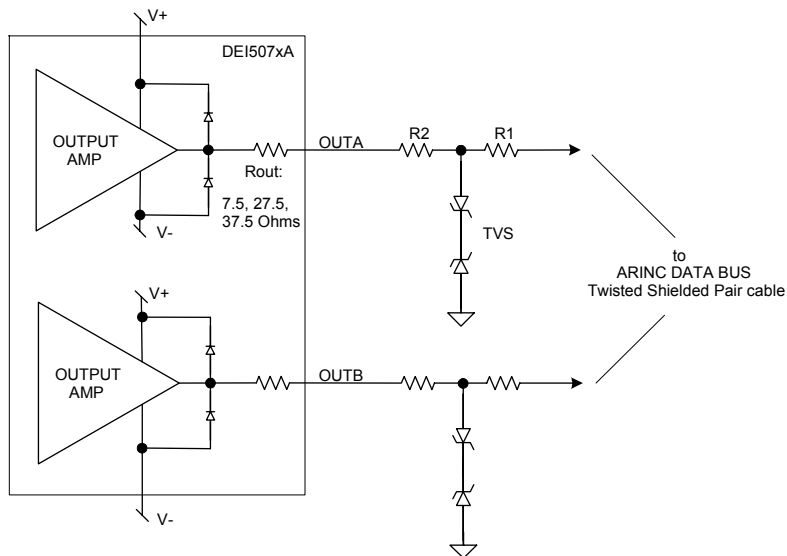 V+
DEI507xA
OUTPUT
AMP
OUTA
R2
R1
Rout:
7.5, 27.5,
37.5 Ohms
V-
TVS
to
ARINC DATA BUS
Twisted Shielded Pair cable
V+
OUTPUT
AMP
OUTB
V-